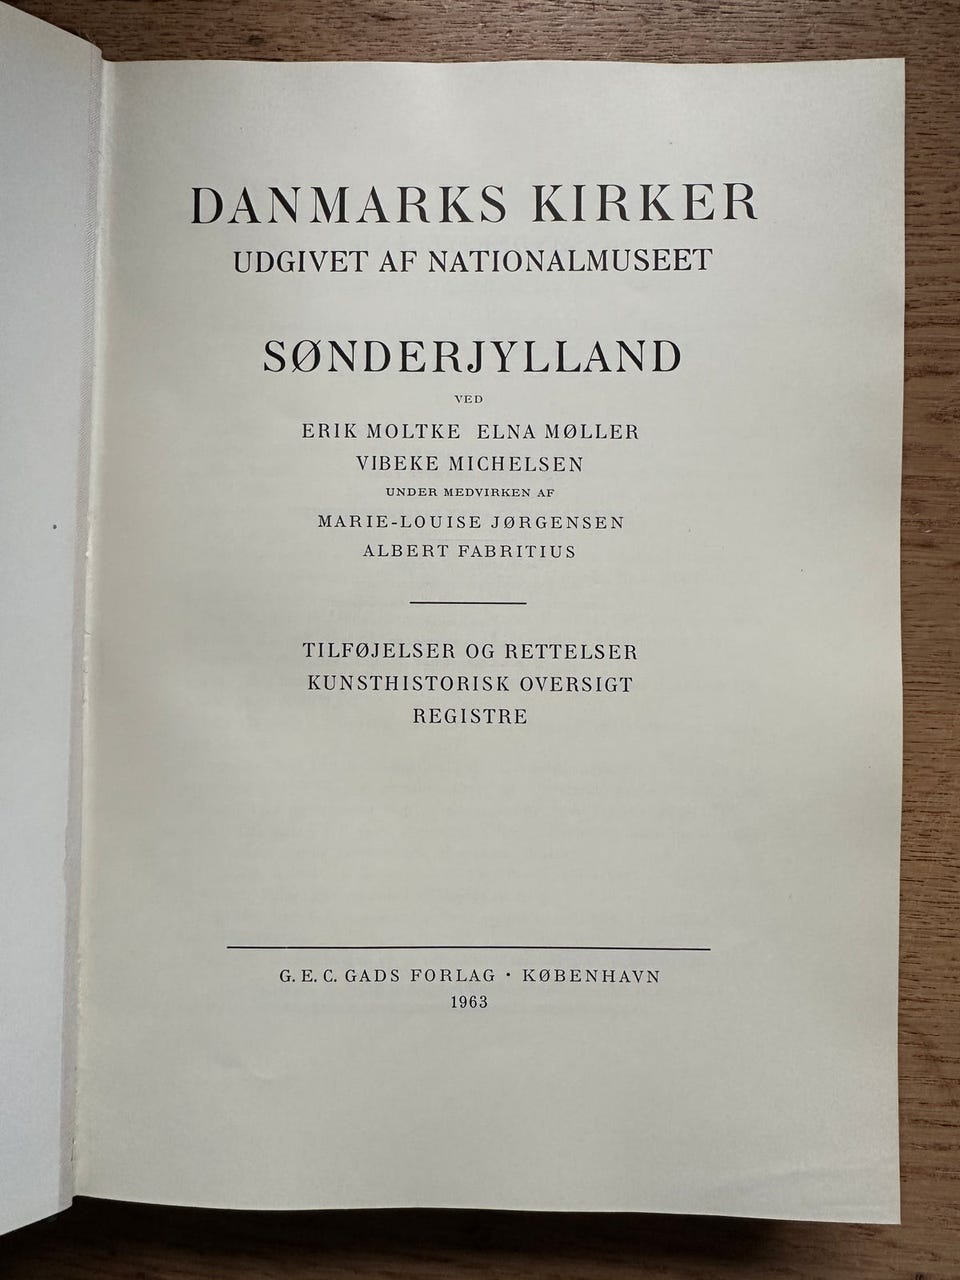 DANMARKS KIRKER
UDGIVET AF NATIONALMUSEET
SØNDERJYLLAND
VED
ERIK MOLTKE ELNA MØLLER
VIBEKE MICHELSEN
UNDER MEDVIRKEN AF
MARIE-LOUISE JØRGENSEN
ALBERT FABRITIUS
TILFØJELSER OG RETTELSER
KUNSTHISTORISK OVERSIGT
REGISTRE
G. E. C. GADS FORLAG · KØBENHAVN
1963